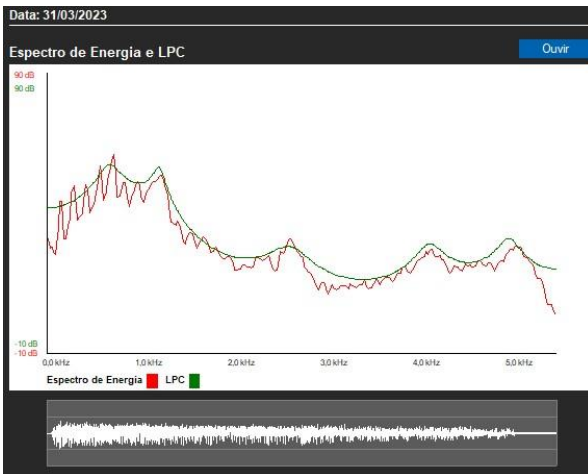 Data: 31/03/2023
Espectro de Energia e LPC
Ouvir
90 dB
90 dB
-10 dB
-10 dB
0,0 kHz 1,0 kHz 2,0 kHz 3,0 kHz 4,0 kHz 5,0 kHz
Espectro de Energia LPC